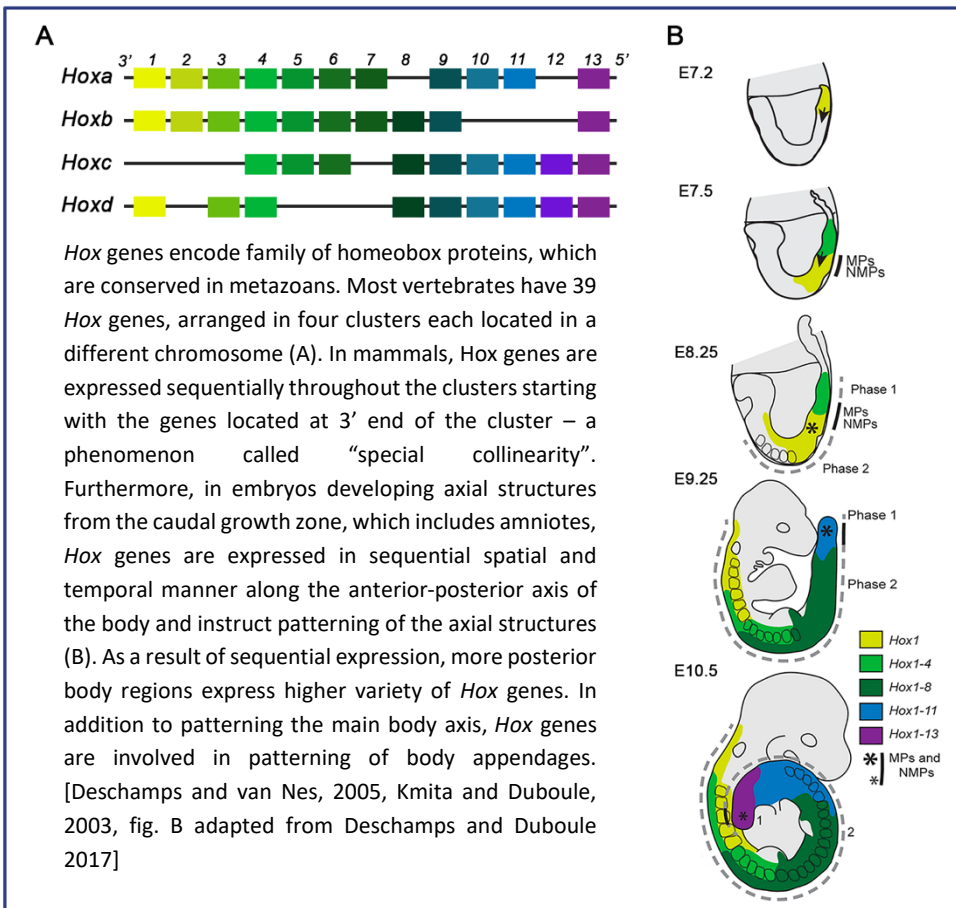 A
3' 1 2 3 4 5 6 7 8 9 10 11 12 13 5'
Hoxa
Hoxb
Hoxc
Hoxd
Hox genes encode family of homeobox proteins, which
are conserved in metazoans. Most vertebrates have 39
Hox genes, arranged in four clusters each located in a
different chromosome (A). In mammals, Hox genes are
expressed sequentially throughout the clusters starting
with the genes located at 3' end of the cluster – a
phenomenon called "special collinearity".
Furthermore, in embryos developing axial structures
from the caudal growth zone, which includes amniotes,
Hox genes are expressed in sequential spatial and
temporal manner along the anterior-posterior axis of
the body and instruct patterning of the axial structures
(B). As a result of sequential expression, more posterior
body regions express higher variety of Hox genes. In
addition to patterning the main body axis, Hox genes
are involved in patterning of body appendages.
[Deschamps and van Nes, 2005, Kmita and Duboule,
2003, fig. B adapted from Deschamps and Duboule
2017]
B
E7.2
E7.5
MPs
NMPs
E8.25
Phase 1
*
MPs
NMPs
Phase 2
E9.25
Phase 1
*
Phase 2
Hox1
Hox1-4
Hox1-8
Hox1-11
Hox1-13
* MPs and
* NMPs
E10.5
* 1
2